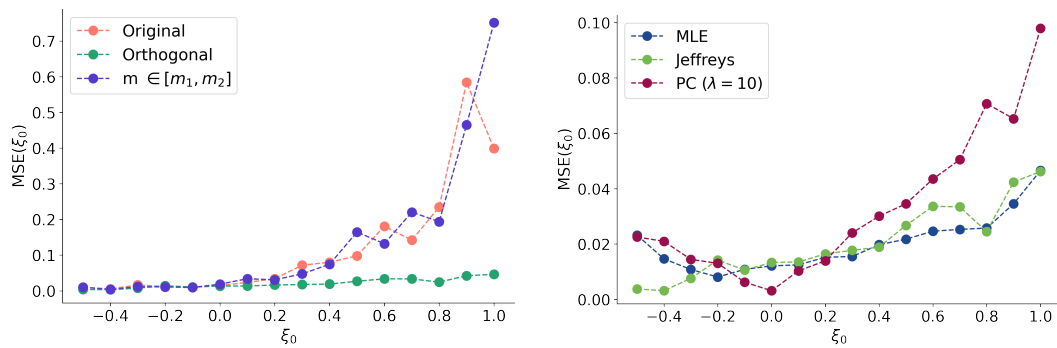 Original
Orthogonal
m ∈ [m₁, m₂]
MSE(ξ₀)
0.7
0.6
0.5
0.4
0.3
0.2
0.1
0.0
−0.4 −0.2 0.0 0.2 0.4 0.6 0.8 1.0
ξ₀
MLE
Jeffreys
PC (λ = 10)
MSE(ξ₀)
0.10
0.08
0.06
0.04
0.02
0.00
−0.4 −0.2 0.0 0.2 0.4 0.6 0.8 1.0
ξ₀